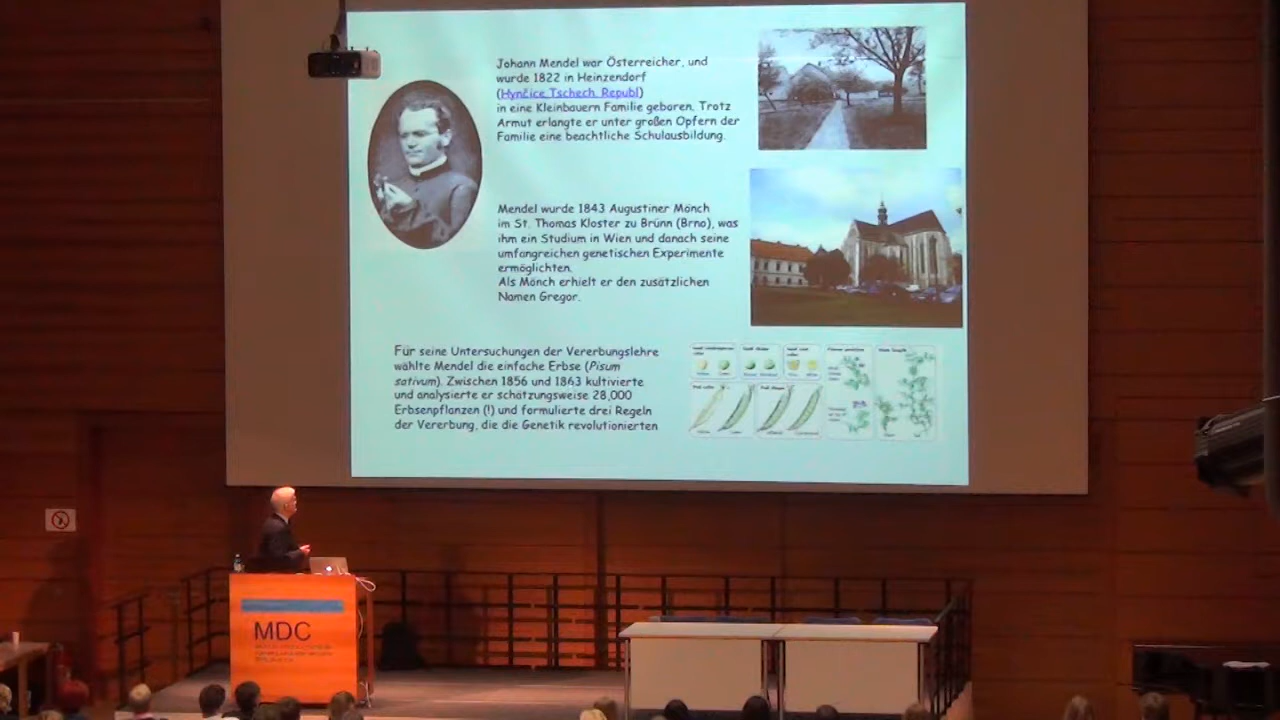 Johann Mendel war Österreicher, und
wurde 1822 in Heinzendorf
(Hynčice Tschech. Republ)
in eine Kleinbauern Familie geboren. Trotz
Armut erlangte er unter großen Opfern der
Familie eine beachtliche Schulausbildung.
Mendel wurde 1843 Augustiner Mönch
im St. Thomas Kloster zu Brünn (Brno), was
ihm ein Studium in Wien und danach seine
umfangreichen genetischen Experimente
ermöglichten.
Als Mönch erhielt er den zusätzlichen
Namen Gregor.
Für seine Untersuchungen der Vererbungslehre
wählte Mendel die einfache Erbse (Pisum
sativum). Zwischen 1856 und 1863 kultivierte
und analysierte er schätzungsweise 28,000
Erbsenpflanzen (!) und formulierte drei Regeln
der Vererbung, die die Genetik revolutionierten
MDC